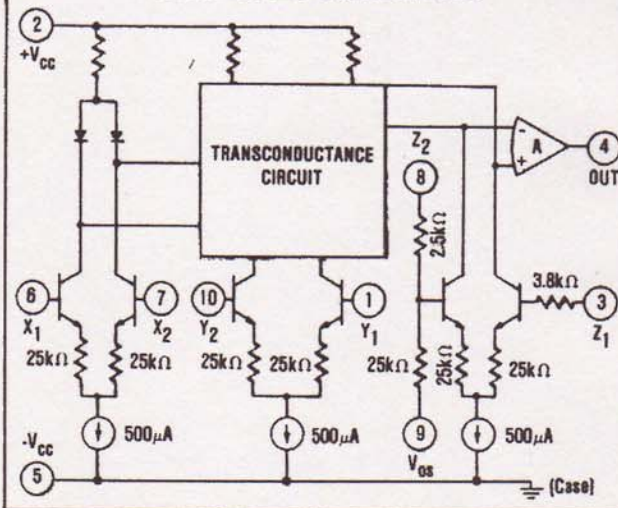 2
+Vcc
TRANSCONDUCTANCE
CIRCUIT
Z2
8
-
+
A
4
OUT
2.5kΩ
3.8kΩ
3
Z1
6
X1
7
X2
10
Y2
1
Y1
25kΩ
25kΩ
25kΩ
25kΩ
25kΩ
25kΩ
25kΩ
9
Vos
500µA
500µA
500µA
-Vcc
5
(Case)